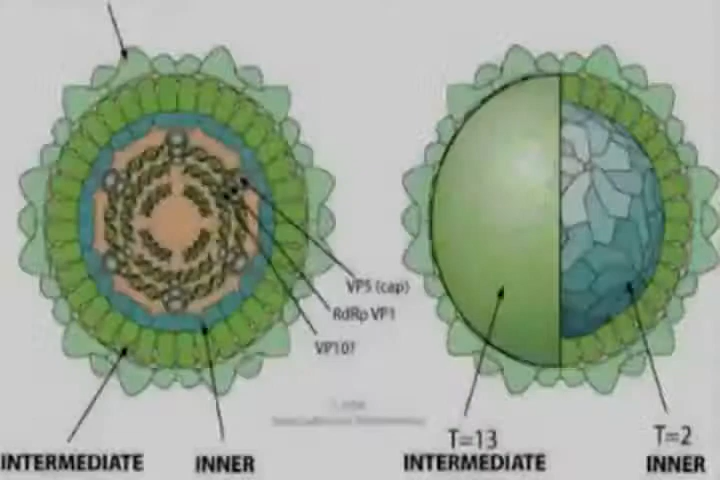 VP5 (cap)
RdRp VP1
VP10?
T=13
T=2
INTERMEDIATE
INNER
INTERMEDIATE
INNER